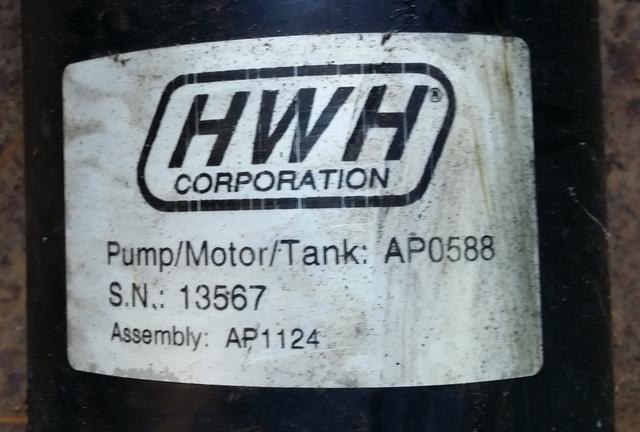 HWH®
CORPORATION
Pump/Motor/Tank: AP0588
S.N.: 13567
Assembly: AP1124